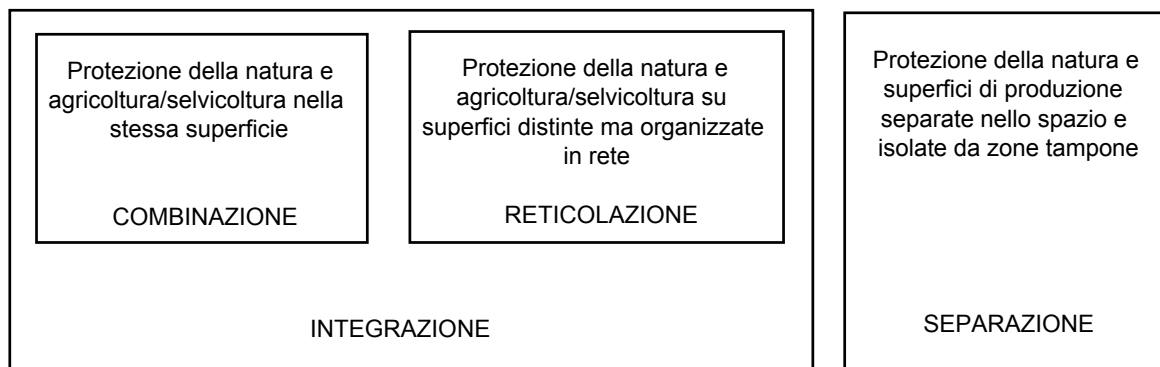 Protezione della natura e
agricoltura/selvicoltura nella
stessa superficie
COMBINAZIONE
Protezione della natura e
agricoltura/selvicoltura su
superfici distinte ma organizzate
in rete
RETICOLAZIONE
INTEGRAZIONE
Protezione della natura e
superfici di produzione
separate nello spazio e
isolate da zone tampone
SEPARAZIONE